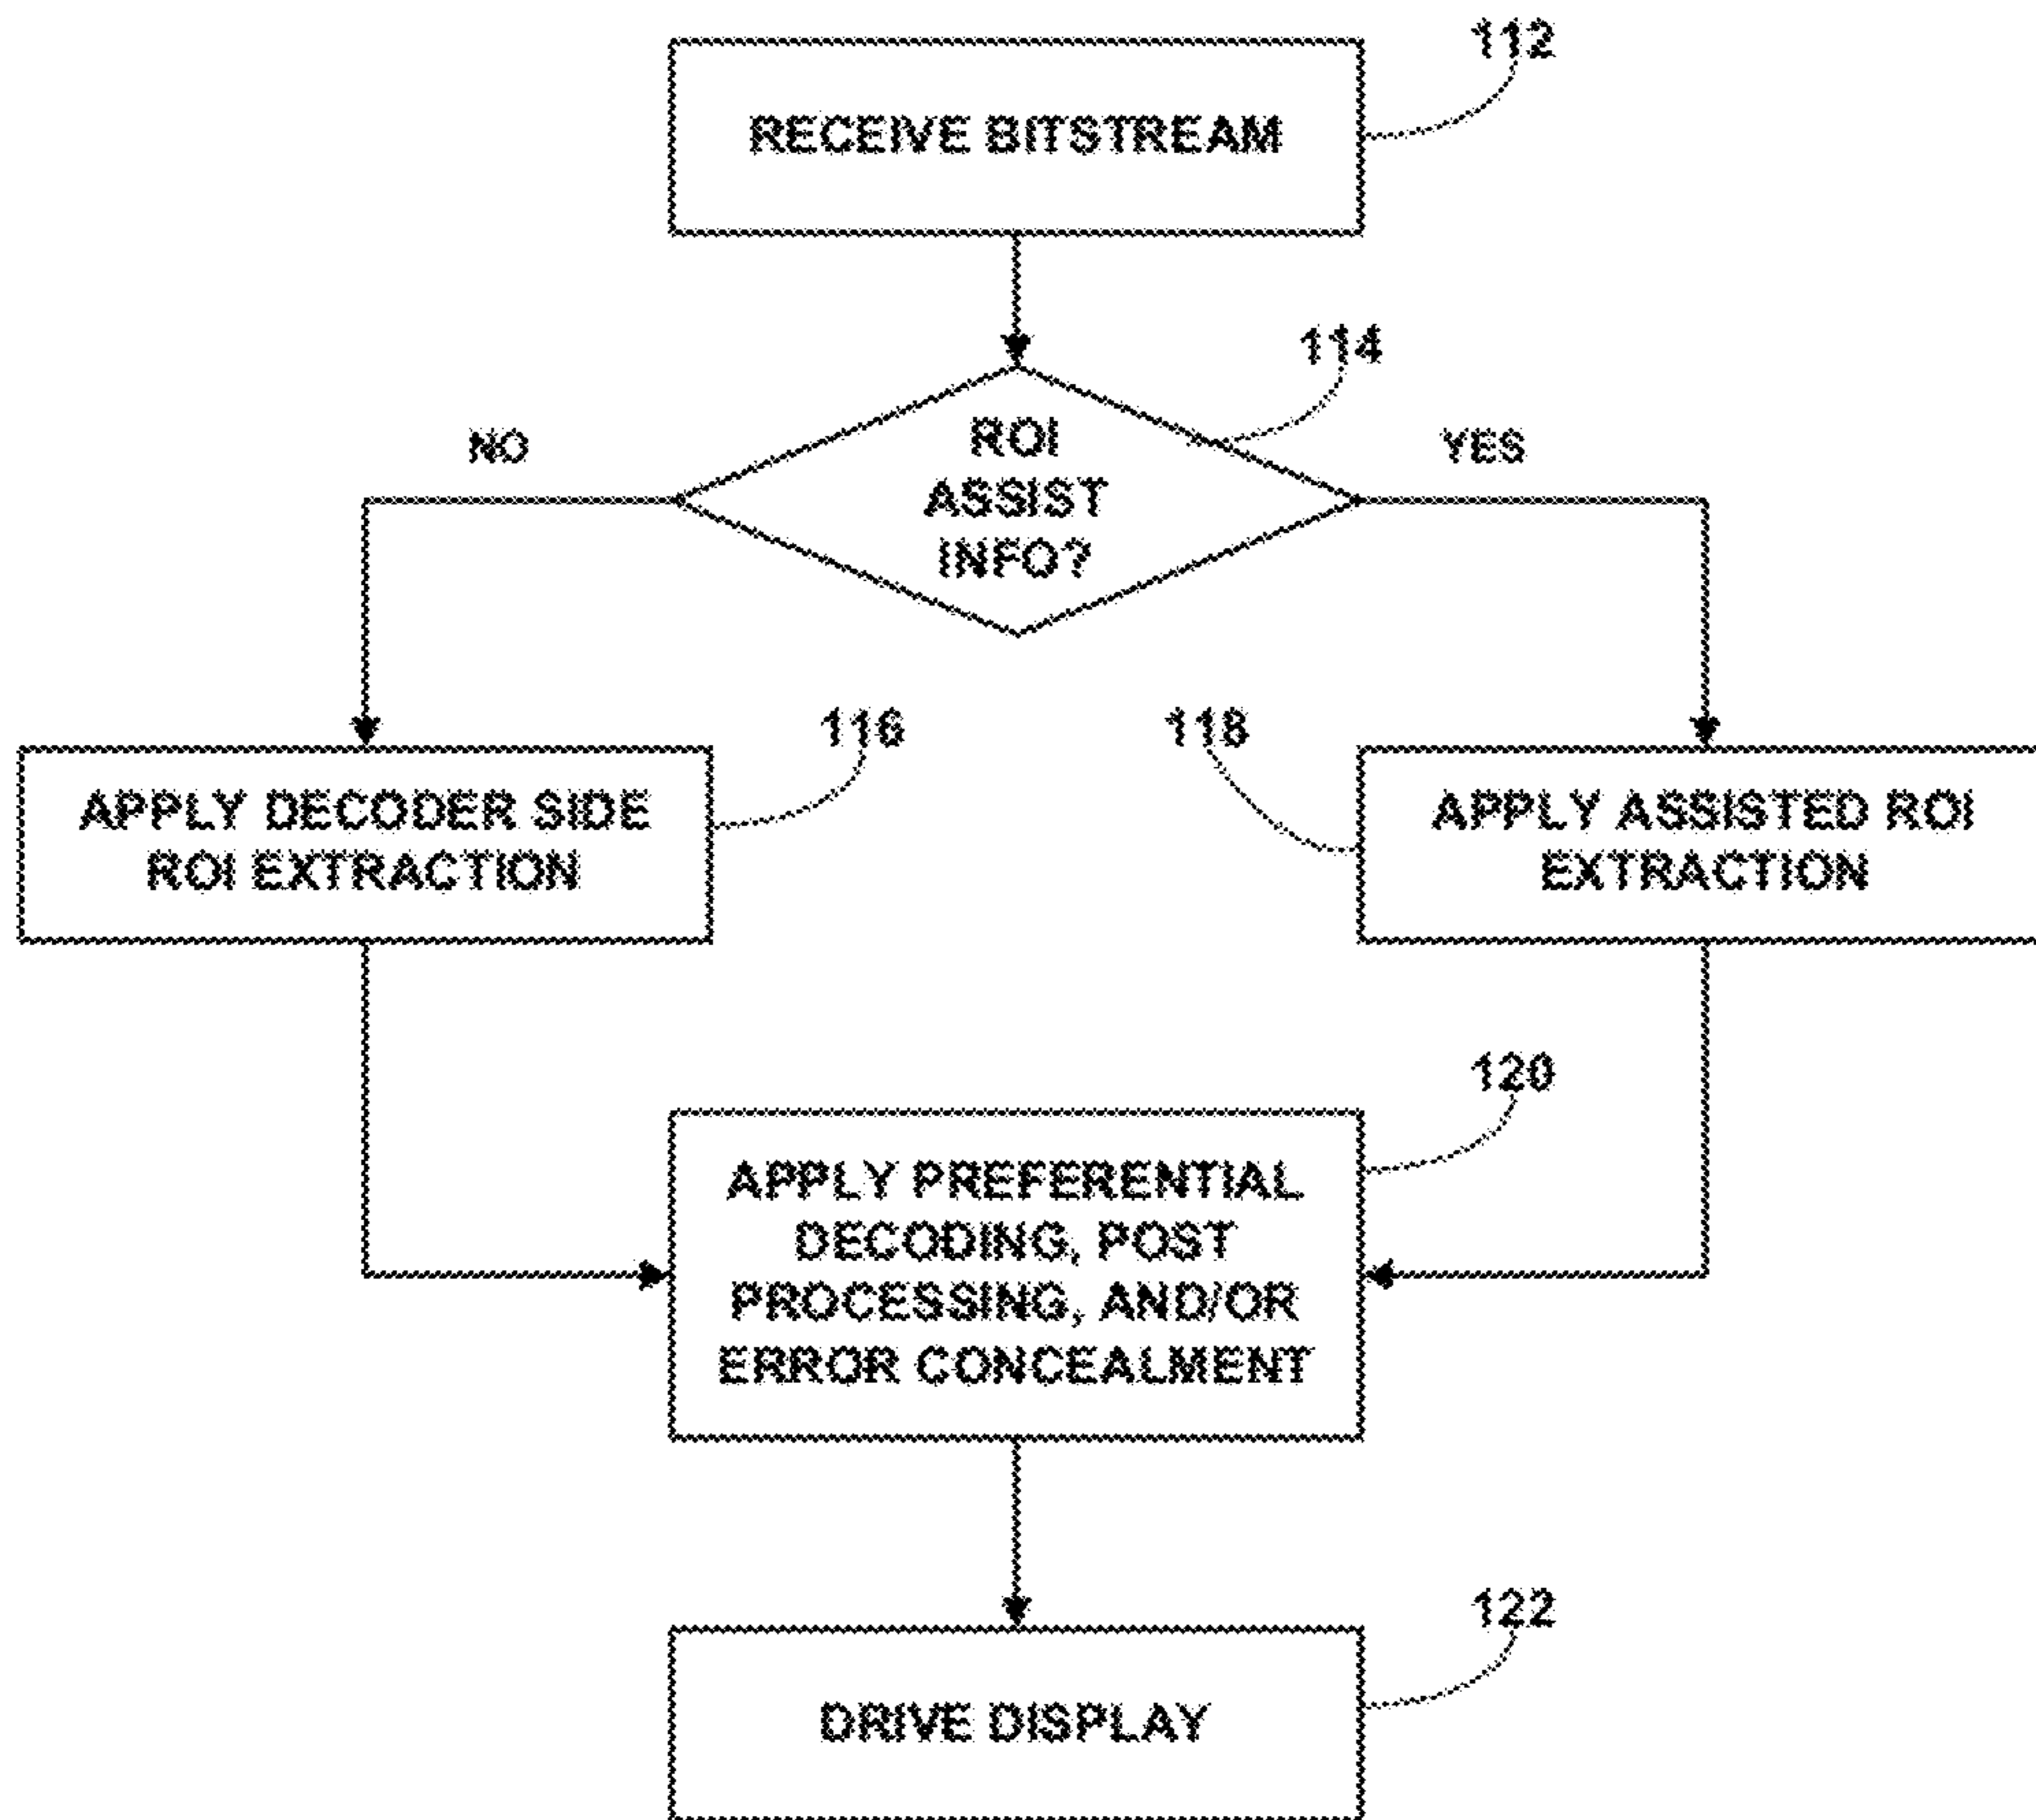 112
RECEIVE BITSTREAM
114
NO
ROI
ASSIST
INFO?
YES
116
118
APPLY DECODER SIDE
ROI EXTRACTION
APPLY ASSISTED ROI
EXTRACTION
120
APPLY PREFERENTIAL
DECODING, POST
PROCESSING, AND/OR
ERROR CONCEALMENT
122
DRIVE DISPLAY